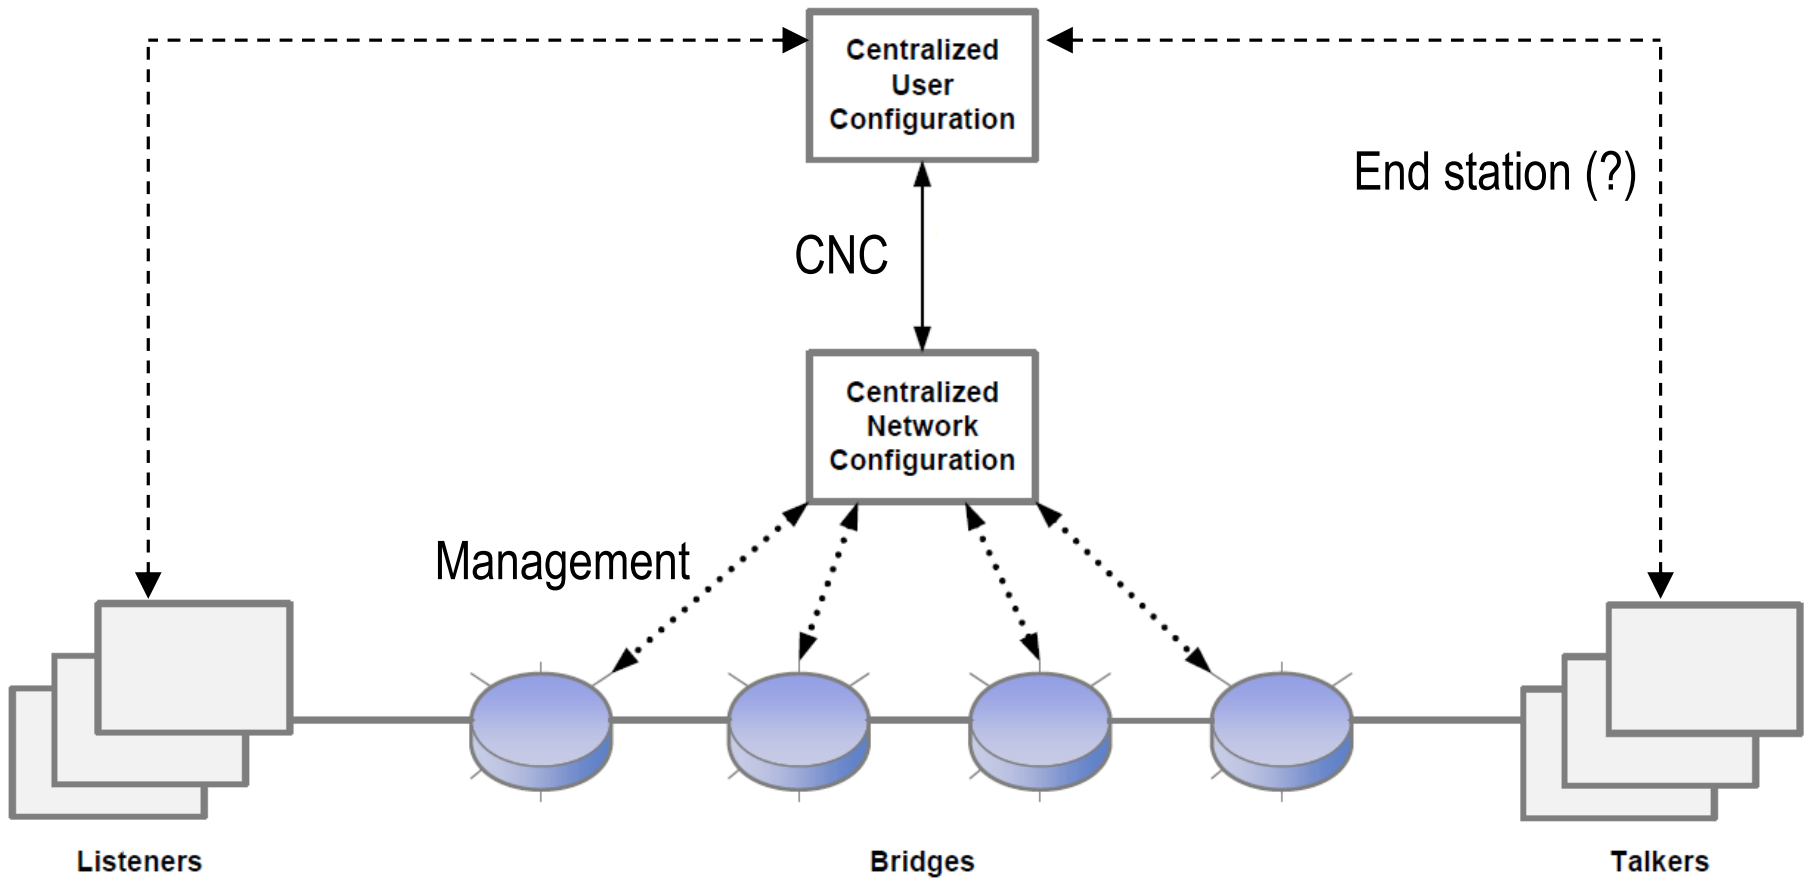 Centralized
User
Configuration
End station (?)
CNC
Centralized
Network
Configuration
Management
Listeners
Bridges
Talkers